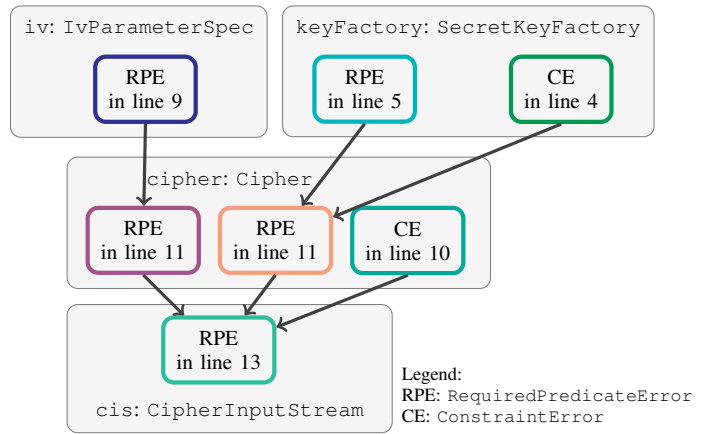 iv: IvParameterSpec
keyFactory: SecretKeyFactory
RPE
in line 9
RPE
in line 5
CE
in line 4
cipher: Cipher
RPE
in line 11
RPE
in line 11
CE
in line 10
RPE
in line 13
cis: CipherInputStream
Legend:
RPE: RequiredPredicateError
CE: ConstraintError